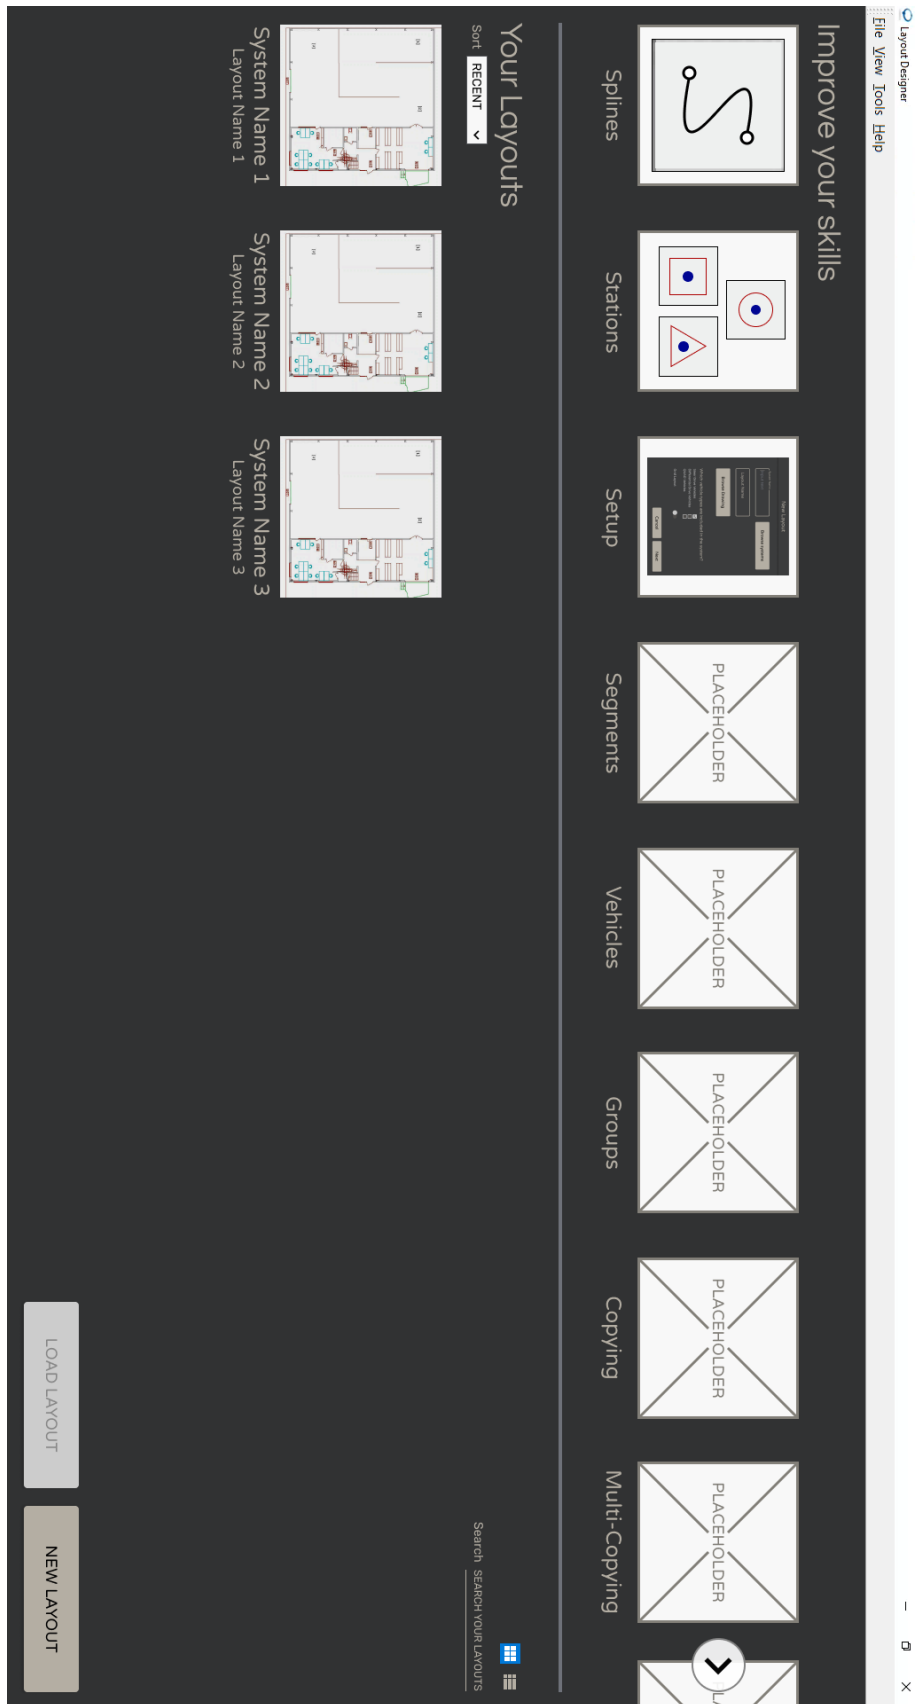 Layout Designer
File View Tools Help
Improve your skills
PLACEHOLDER
PLACEHOLDER
PLACEHOLDER
PLACEHOLDER
PLACEHOLDER
Splines
Stations
Setup
Segments
Vehicles
Groups
Copying
Multi-Copying
Your Layouts
Sort RECENT
Search SEARCH YOUR LAYOUTS
System Name 1
Layout Name 1
System Name 2
Layout Name 2
System Name 3
Layout Name 3
LOAD LAYOUT
NEW LAYOUT